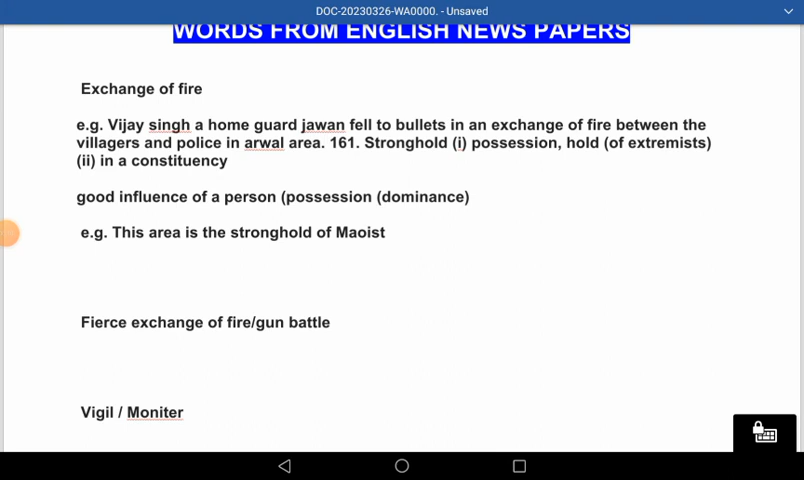 DOC-20230326-WA0000. - Unsaved
WORDS FROM ENGLISH NEWS PAPERS
Exchange of fire
e.g. Vijay singh a home guard jawan fell to bullets in an exchange of fire between the
villagers and police in arwal area. 161. Stronghold (i) possession, hold (of extremists)
(ii) in a constituency
good influence of a person (possession (dominance)
e.g. This area is the stronghold of Maoist
Fierce exchange of fire/gun battle
Vigil / Moniter